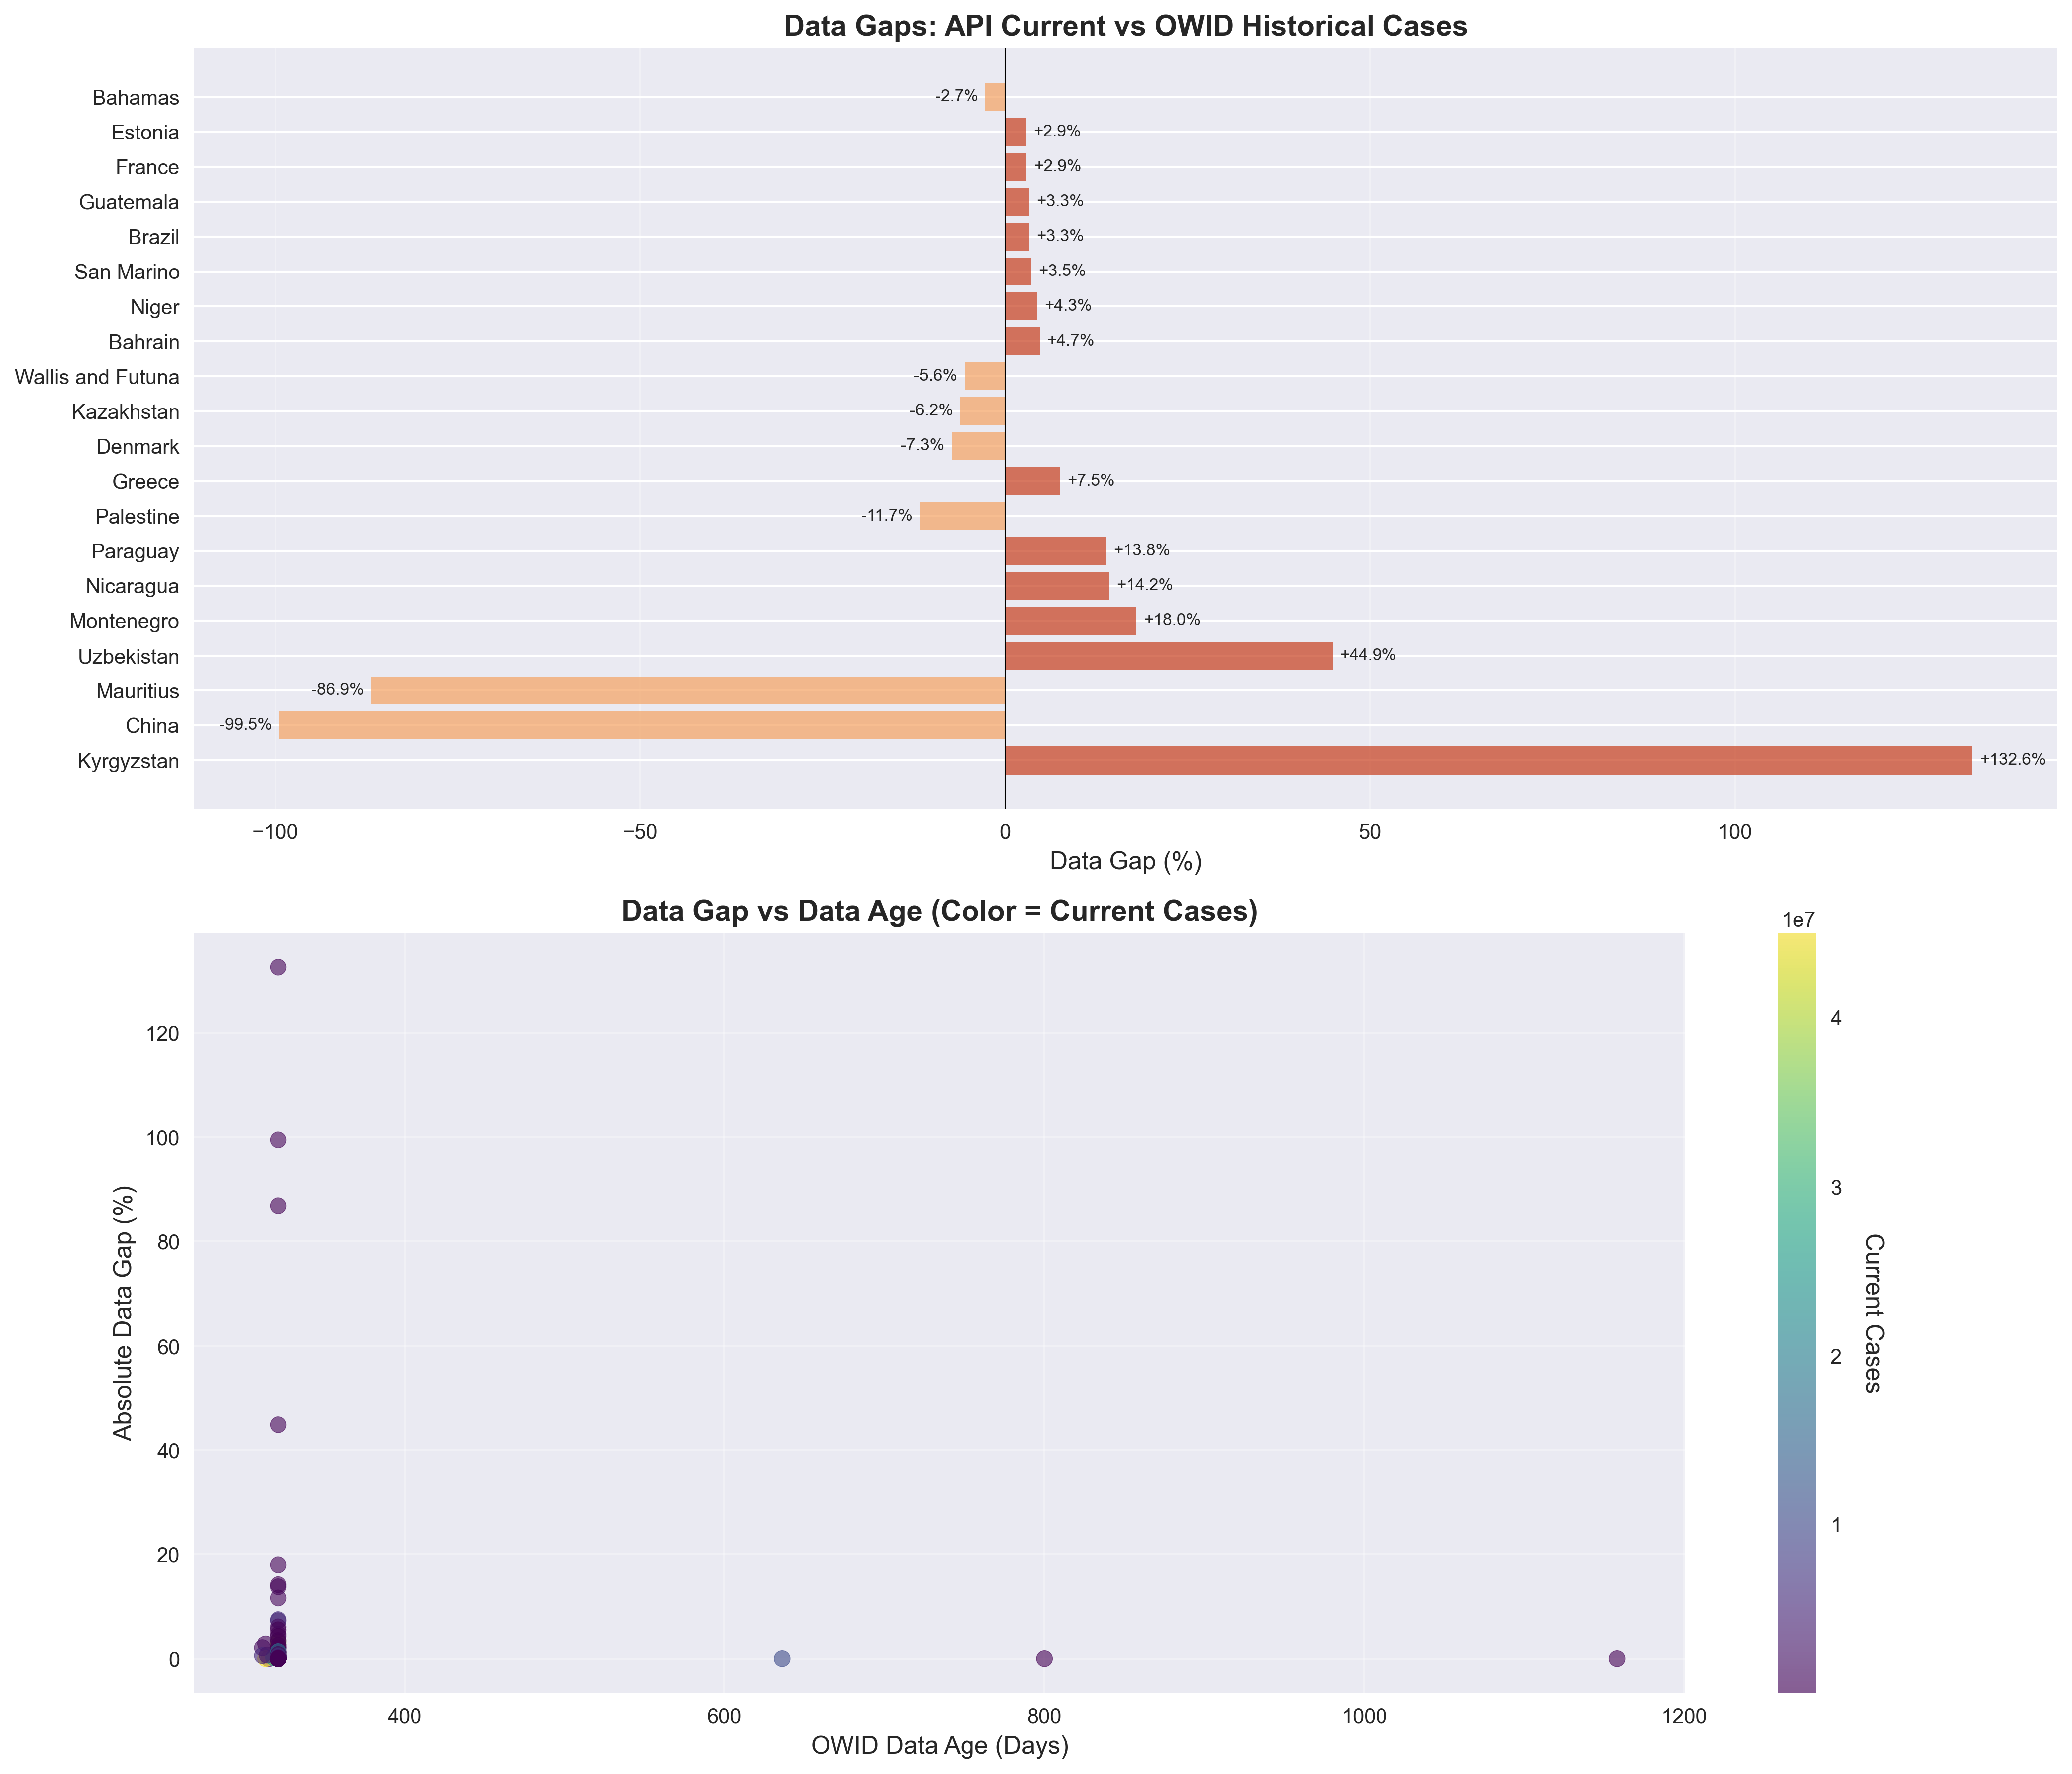 Data Gaps: API Current vs OWID Historical Cases
Bahamas -2.7%
Estonia +2.9%
France +2.9%
Guatemala +3.3%
Brazil +3.3%
San Marino +3.5%
Niger +4.3%
Bahrain +4.7%
Wallis and Futuna -5.6%
Kazakhstan -6.2%
Denmark -7.3%
Greece +7.5%
Palestine -11.7%
Paraguay +13.8%
Nicaragua +14.2%
Montenegro +18.0%
Uzbekistan +44.9%
Mauritius -86.9%
China -99.5%
Kyrgyzstan +132.6%
−100 −50 0 50 100
Data Gap (%)
Data Gap vs Data Age (Color = Current Cases)
1e7
120
100
80
60
40
20
0
Absolute Data Gap (%)
400 600 800 1000 1200
OWID Data Age (Days)
4
3
2
1
Current Cases